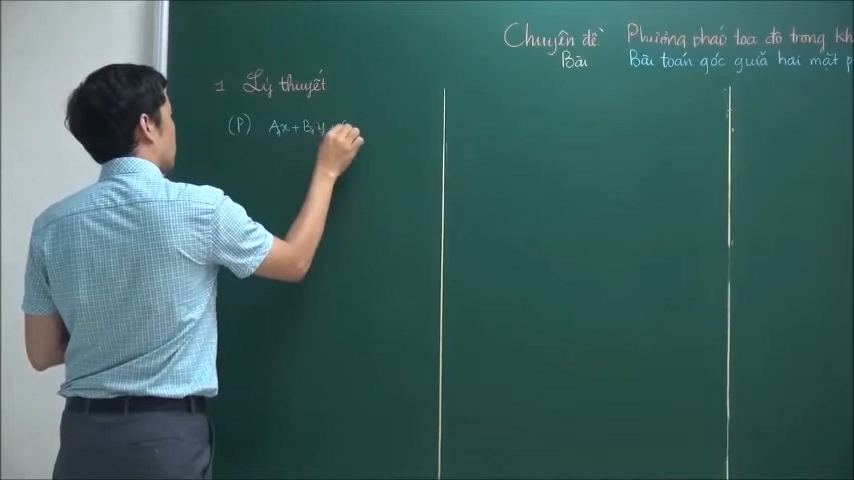 Chuyên đề Phương pháp tọa độ trong
Bài Bài toán góc giữa hai mặt
1 Lý thuyết
(P) A₁x + B₁y